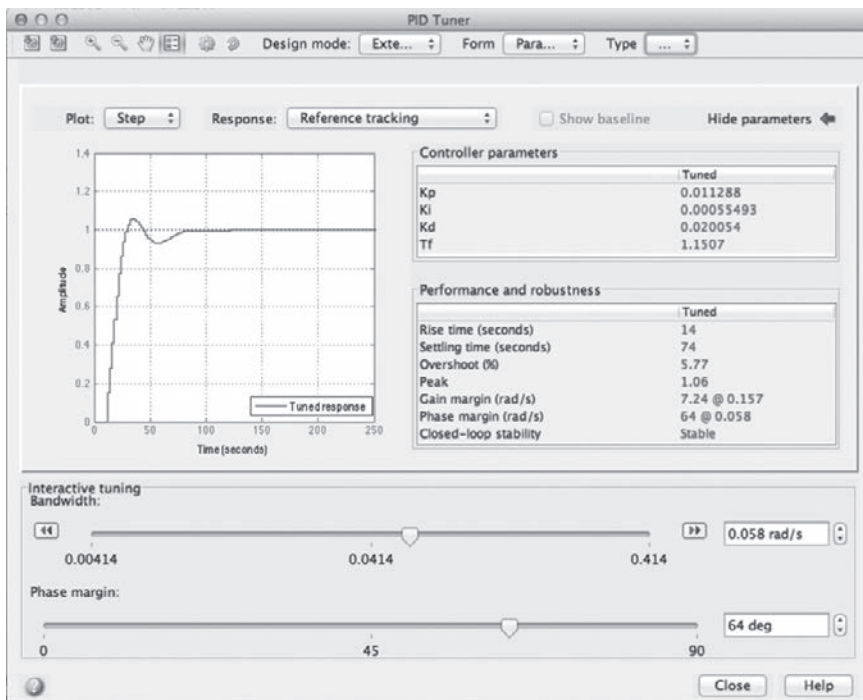 PID Tuner
Design mode: Exte... Form Para... Type ...
Plot: Step Response: Reference tracking Show baseline Hide parameters
1.4
1.2
1
0.8
0.6
0.4
0.2
0
Amplitude
Tuned response
0 50 100 150 200 250
Time (seconds)
Controller parameters
Tuned
Kp 0.011288
Ki 0.00055493
Kd 0.020054
Tf 1.1507
Performance and robustness
Tuned
Rise time (seconds) 14
Settling time (seconds) 74
Overshoot (%) 5.77
Peak 1.06
Gain margin (rad/s) 7.24 @ 0.157
Phase margin (rad/s) 64 @ 0.058
Closed-loop stability Stable
Interactive tuning
Bandwidth:
0.058 rad/s
0.00414 0.0414 0.414
Phase margin:
64 deg
0 45 90
? Close Help